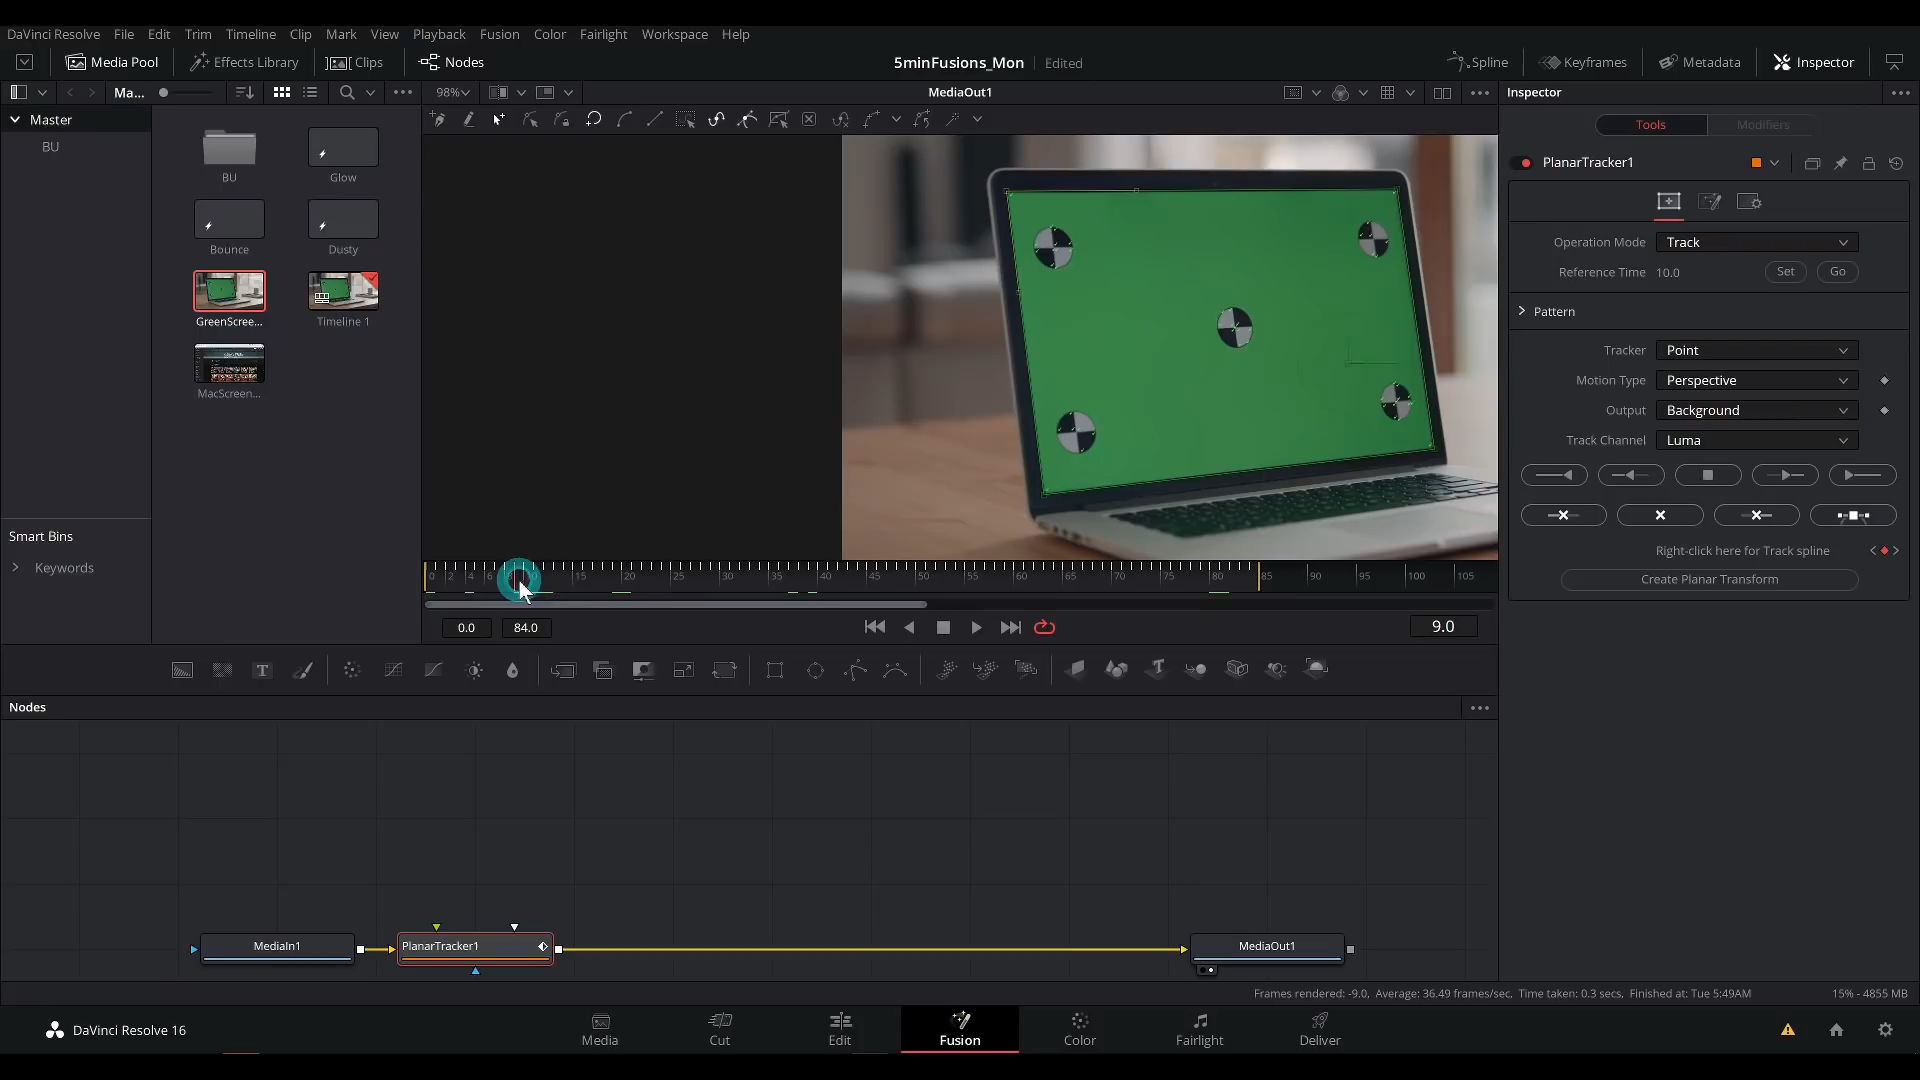 DaVinci Resolve File Edit Trim Timeline Clip Mark View Playback Fusion Color Fairlight Workspace Help
Media Pool Effects Library Clips Nodes 5minFusions_Mon Edited Spline Keyframes Metadata Inspector
Ma... 98% MediaOut1 Inspector
Master
BU
BU
Glow
Bounce
Dusty
GreenScree...
Timeline 1
MacScreen...
Smart Bins
Keywords
0 2 4 6 15 20 25 30 35 40 45 50 55 60 65 70 75 80 85 90 95 100 105
0.0 84.0 9.0
Tools Modifiers
PlanarTracker1
Operation Mode Track
Reference Time 10.0 Set Go
Pattern
Tracker Point
Motion Type Perspective
Output Background
Track Channel Luma
Right-click here for Track spline
Create Planar Transform
Nodes
MediaIn1 PlanarTracker1 MediaOut1
Frames rendered: -9.0, Average: 36.49 frames/sec, Time taken: 0.3 secs, Finished at: Tue 5:49AM 15% - 4855 MB
DaVinci Resolve 16 Media Cut Edit Fusion Color Fairlight Deliver